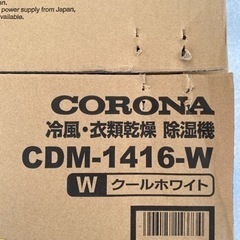 power supply from Japan.
available.
CORONA
冷風・衣類乾燥 除湿機
CDM-1416-W
W クールホワイト